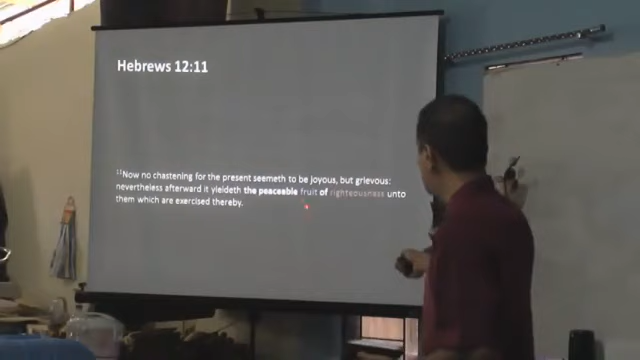 Hebrews 12:11
11Now no chastening for the present seemeth to be joyous, but grievous:
nevertheless afterward it yieldeth the peaceable fruit of righteousness unto
them which are exercised thereby.